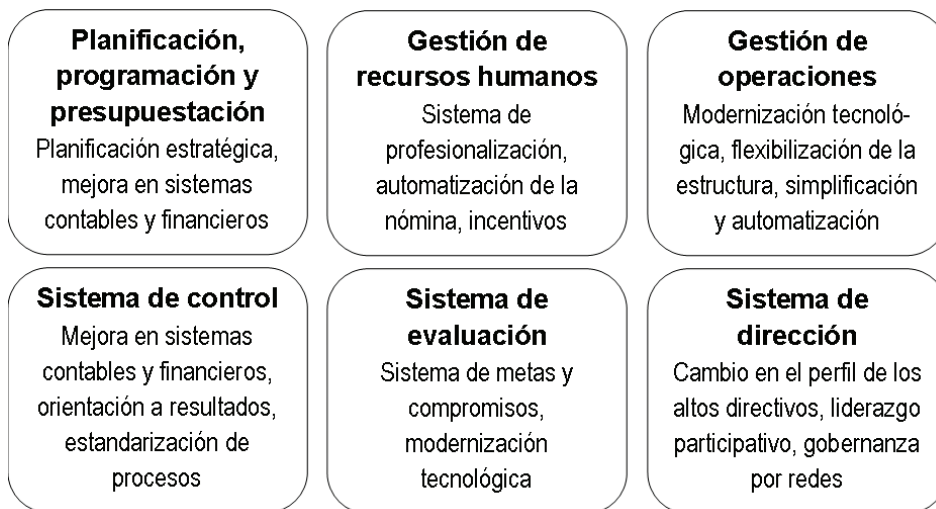 Planificación,
programación y
presupuestación
Planificación estratégica,
mejora en sistemas
contables y financieros
Gestión de
recursos humanos
Sistema de
profesionalización,
automatización de la
nómina, incentivos
Gestión de
operaciones
Modernización tecnoló-
gica, flexibilización de la
estructura, simplificación
y automatización
Sistema de control
Mejora en sistemas
contables y financieros,
orientación a resultados,
estandarización de
procesos
Sistema de
evaluación
Sistema de metas y
compromisos,
modernización
tecnológica
Sistema de
dirección
Cambio en el perfil de los
altos directivos, liderazgo
participativo, gobernanza
por redes